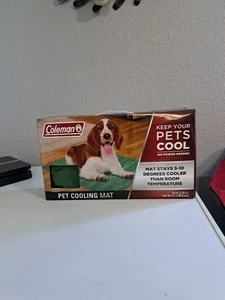 Coleman
KEEP YOUR
PETS
COOL
NO POWER NEEDED
MAT STAYS 5-10
DEGREES COOLER
THAN ROOM
TEMPERATURE
PET COOLING MAT